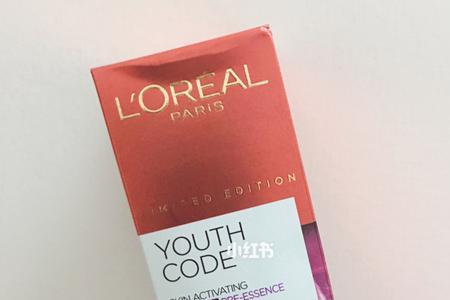 L'ORÉAL
PARIS
LIMITED EDITION
YOUTH
CODE
小红书
SKIN ACTIVATING
PRE-ESSENCE